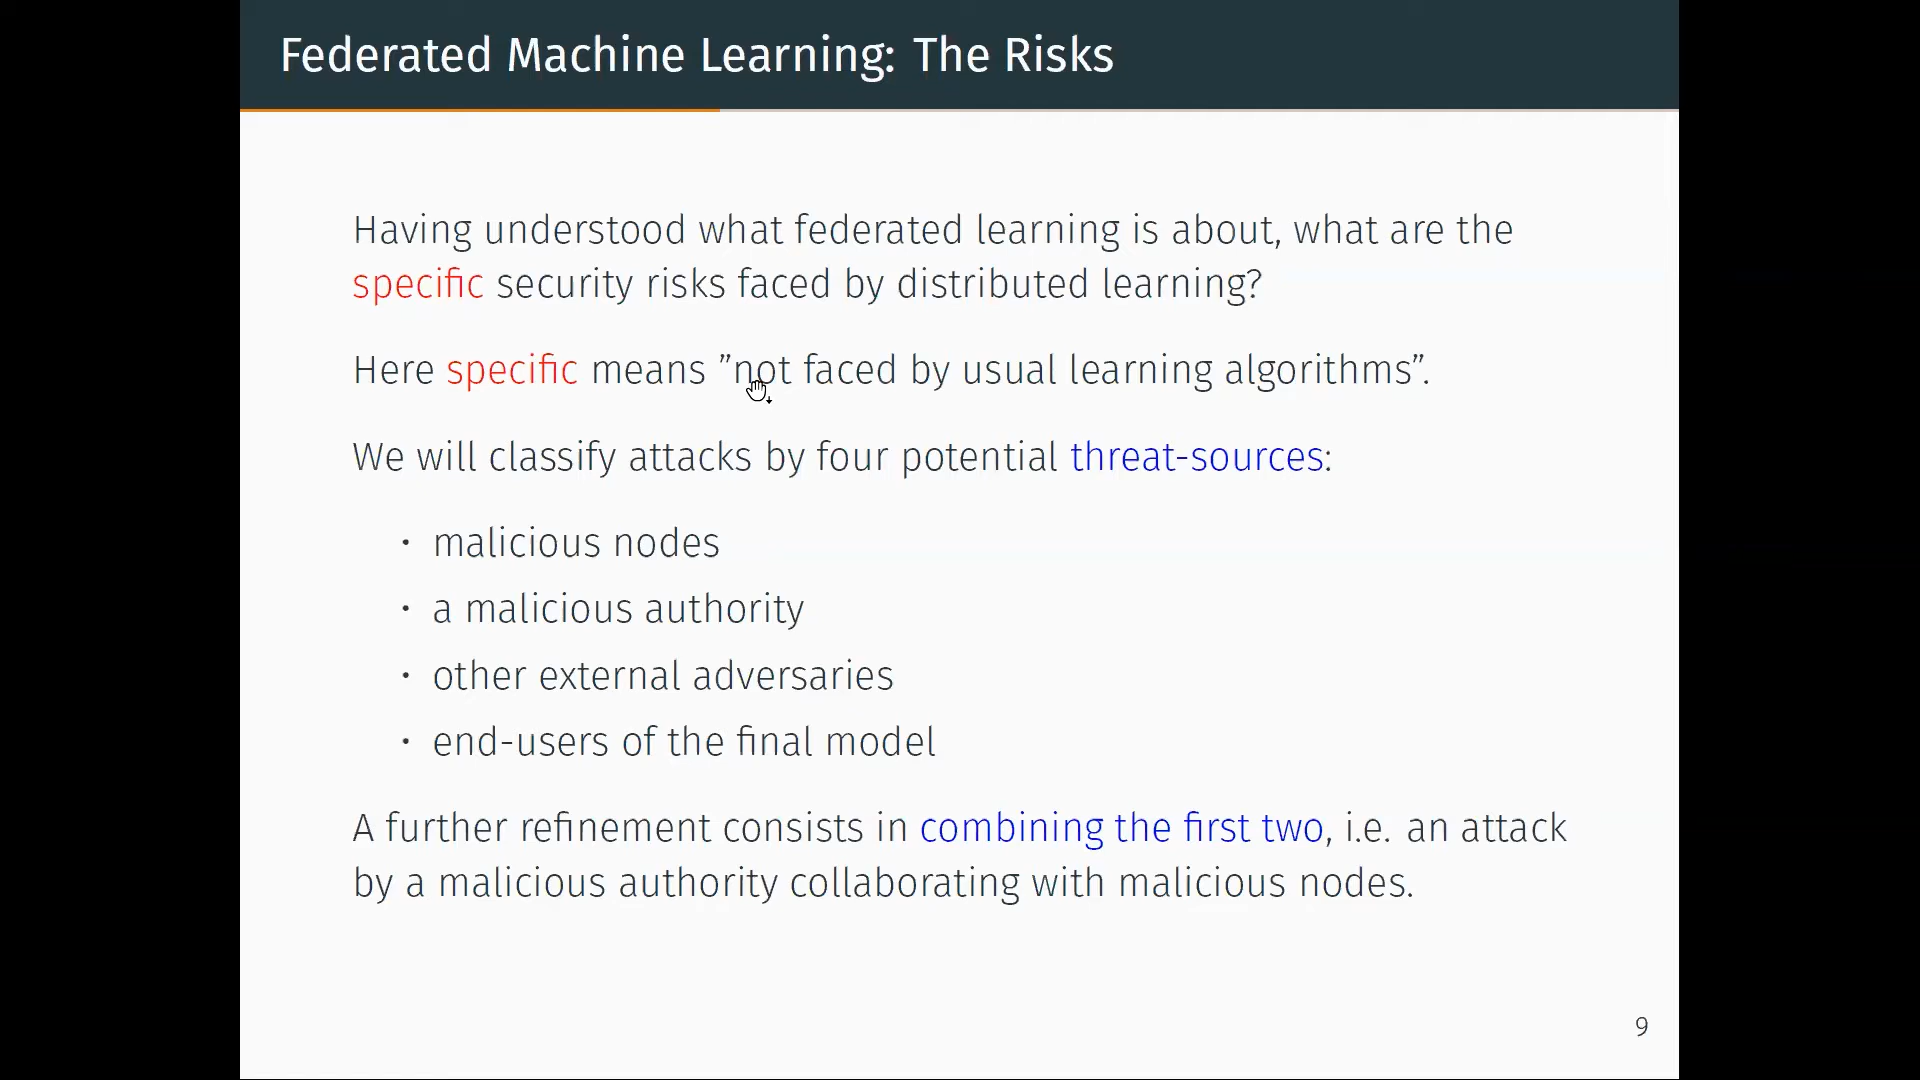 Federated Machine Learning: The Risks
Having understood what federated learning is about, what are the
specific security risks faced by distributed learning?
Here specific means ”not faced by usual learning algorithms”.
We will classify attacks by four potential threat-sources:
• malicious nodes
• a malicious authority
• other external adversaries
• end-users of the final model
A further refinement consists in combining the first two, i.e. an attack
by a malicious authority collaborating with malicious nodes.
9